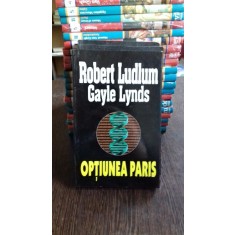 Robert Ludlum
Gayle Lynds
OPȚIUNEA PARIS